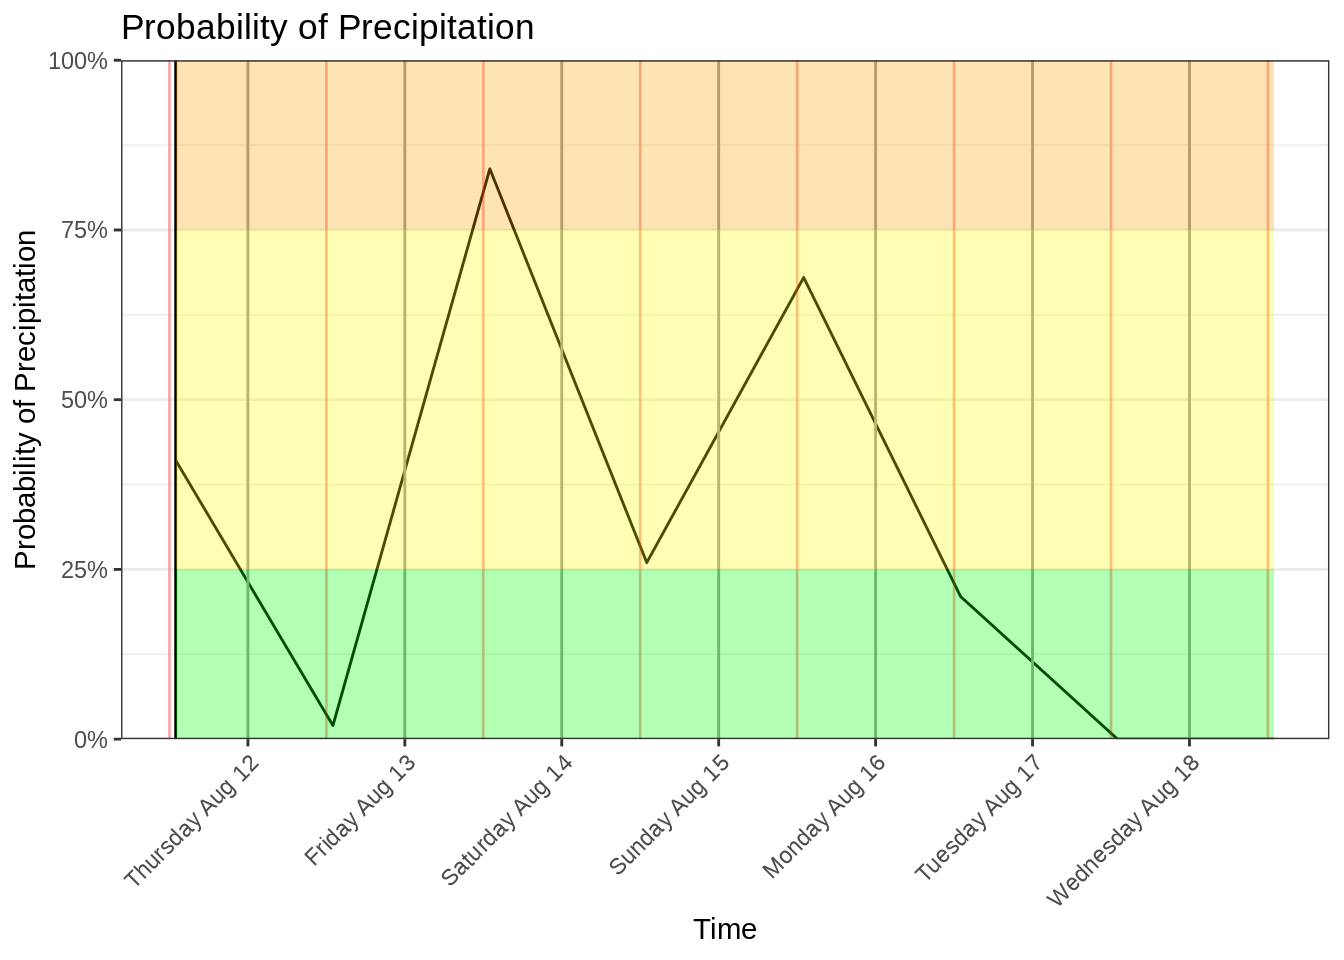 Probability of Precipitation
Probability of Precipitation
100%
75%
50%
25%
0%
Thursday Aug 12
Friday Aug 13
Saturday Aug 14
Sunday Aug 15
Monday Aug 16
Tuesday Aug 17
Wednesday Aug 18
Time